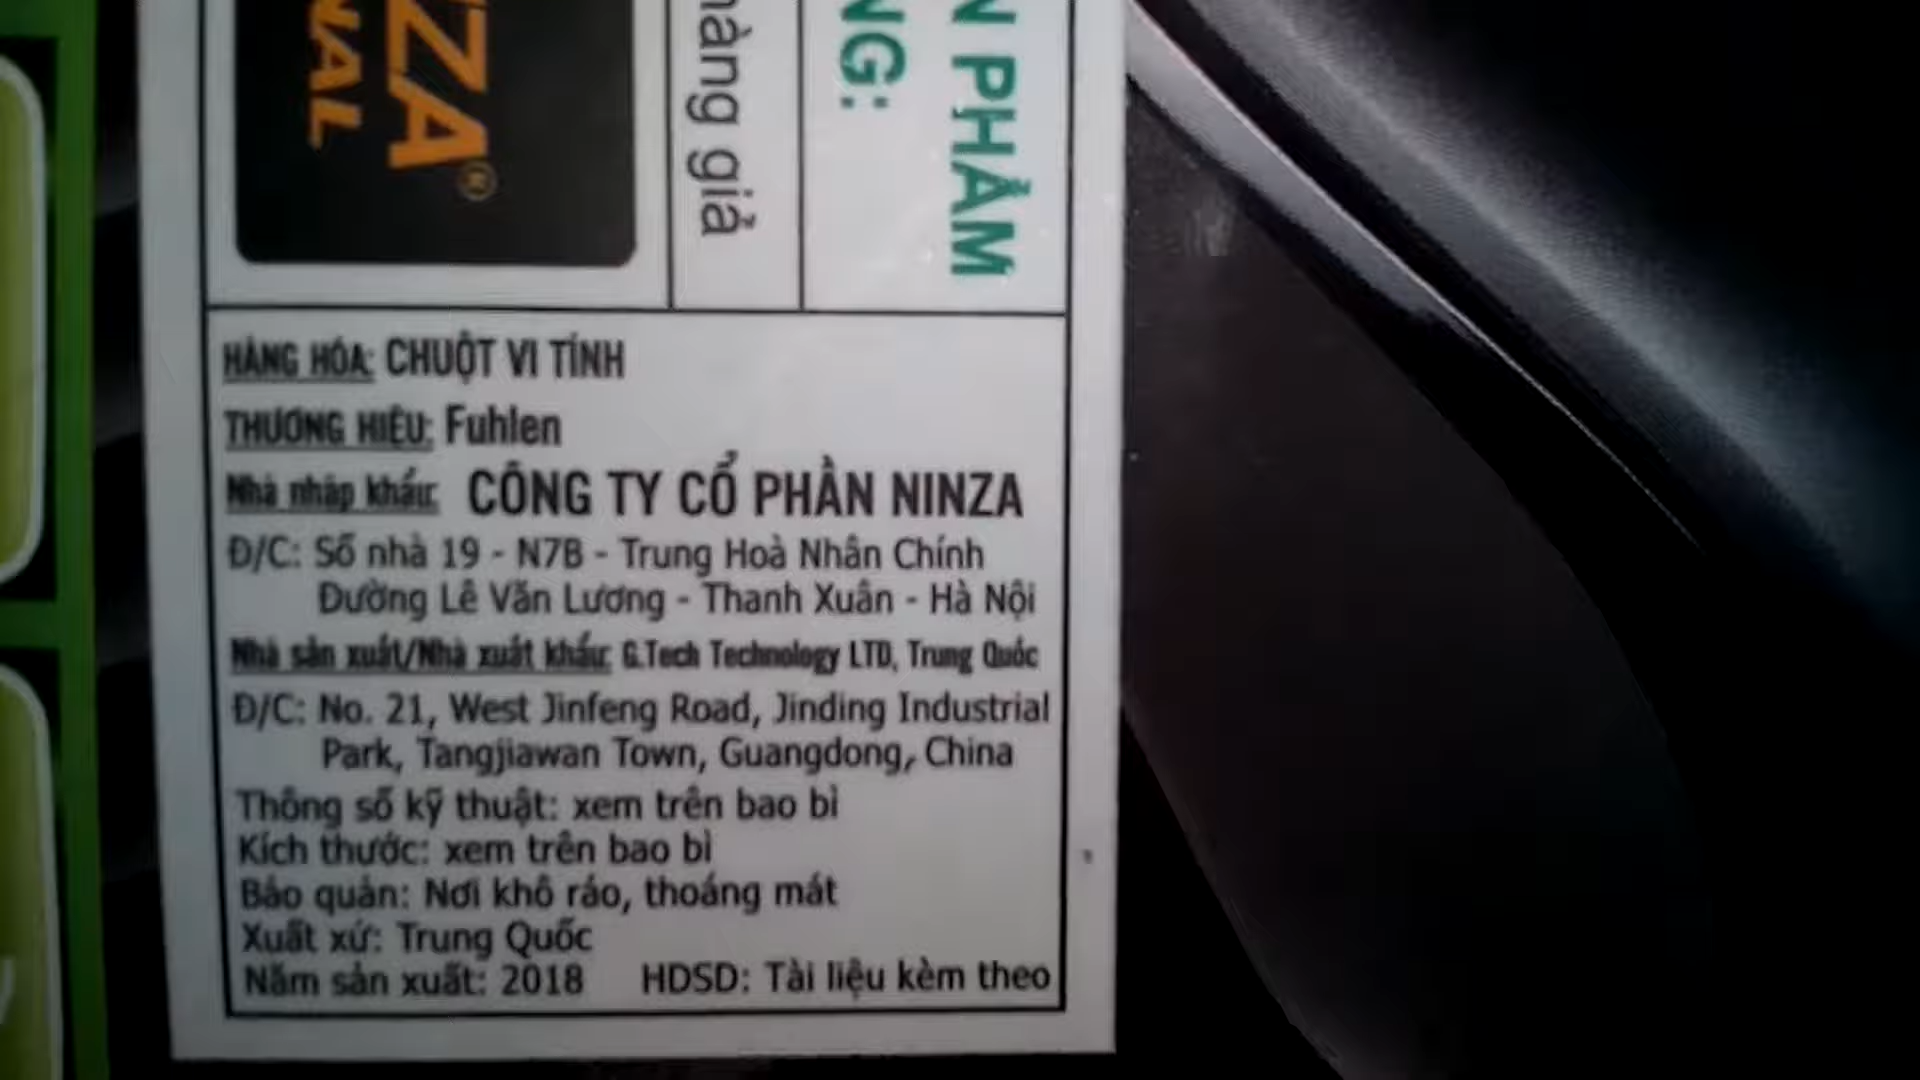 NZA®
NAL
hàng giả
N PHẨM
NG:
HÀNG HÓA: CHUỘT VI TÍNH
THƯƠNG HIỆU: Fuhlen
Nhà nhập khẩu: CÔNG TY CỔ PHẦN NINZA
Đ/C: Số nhà 19 - N7B - Trung Hoà Nhân Chính
Đường Lê Văn Lương - Thanh Xuân - Hà Nội
Nhà sản xuất/Nhà xuất khẩu: G.Tech Technology LTD, Trung Quốc
Đ/C: No. 21, West Jinfeng Road, Jinding Industrial
Park, Tangjiawan Town, Guangdong, China
Thông số kỹ thuật: xem trên bao bì
Kích thước: xem trên bao bì
Bảo quản: Nơi khô ráo, thoáng mát
Xuất xứ: Trung Quốc
Năm sản xuất: 2018 HDSD: Tài liệu kèm theo